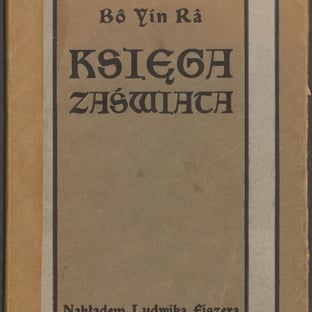 Bô Yin Râ
KSIĘGA
ZAŚWIATA
Nakładem Ludwika Fiszera